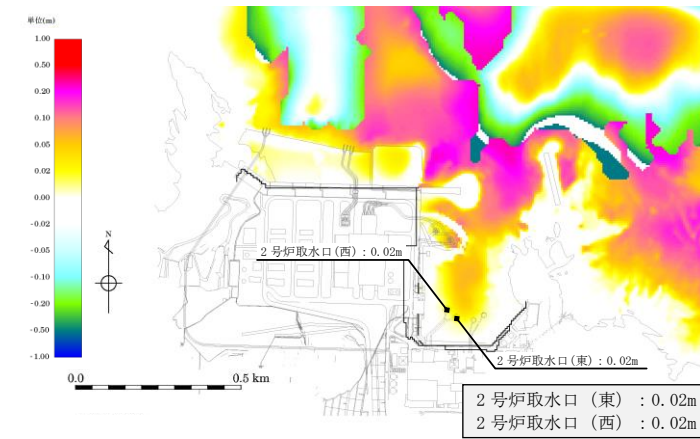 単位(m)
1.00
0.50
0.20
0.10
0.05
0.02
0.00
-0.02
-0.05
-0.10
-0.20
-0.50
-1.00
N
0.0 0.5 km
2号炉取水口(西)：0.02m
2号炉取水口(東)：0.02m
2号炉取水口（東）：0.02m
2号炉取水口（西）：0.02m